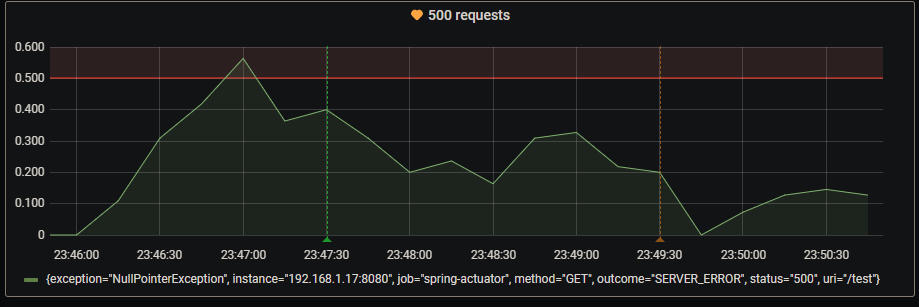 500 requests
0.600
0.500
0.400
0.300
0.200
0.100
0
23:46:00 23:46:30 23:47:00 23:47:30 23:48:00 23:48:30 23:49:00 23:49:30 23:50:00 23:50:30
{exception="NullPointerException", instance="192.168.1.17:8080", job="spring-actuator", method="GET", outcome="SERVER_ERROR", status="500", uri="/test"}